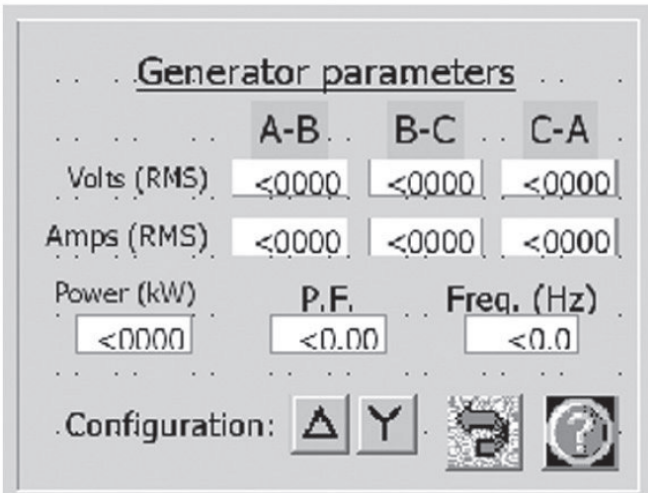 Generator parameters
A-B B-C C-A
Volts (RMS) <0000 <0000 <0000
Amps (RMS) <0000 <0000 <0000
Power (kW) P.F. Freq. (Hz)
<0000 <0.00 <0.0
Configuration: Δ Y ?